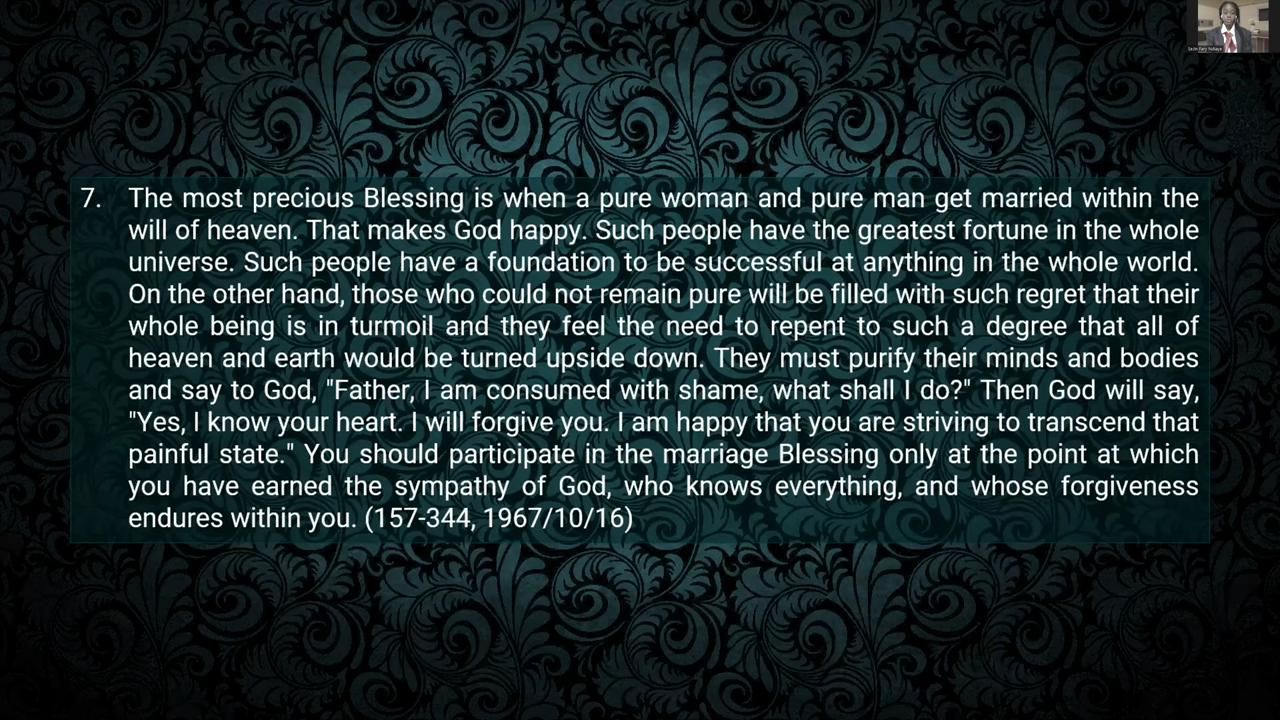 7. The most precious Blessing is when a pure woman and pure man get married within the
will of heaven. That makes God happy. Such people have the greatest fortune in the whole
universe. Such people have a foundation to be successful at anything in the whole world.
On the other hand, those who could not remain pure will be filled with such regret that their
whole being is in turmoil and they feel the need to repent to such a degree that all of
heaven and earth would be turned upside down. They must purify their minds and bodies
and say to God, "Father, I am consumed with shame, what shall I do?" Then God will say,
"Yes, I know your heart. I will forgive you. I am happy that you are striving to transcend that
painful state." You should participate in the marriage Blessing only at the point at which
you have earned the sympathy of God, who knows everything, and whose forgiveness
endures within you. (157-344, 1967/10/16)